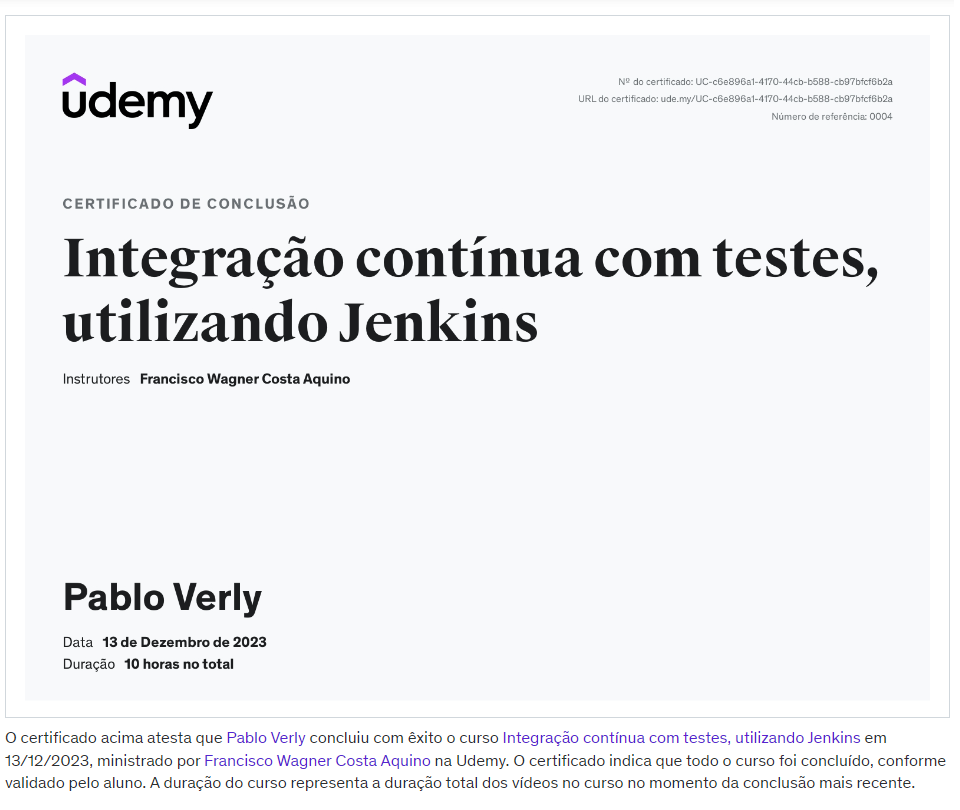 udemy
Nº do certificado: UC-c6e896a1-4170-44cb-b588-cb97bfcf6b2a
URL do certificado: ude.my/UC-c6e896a1-4170-44cb-b588-cb97bfcf6b2a
Número de referência: 0004
CERTIFICADO DE CONCLUSÃO
Integração contínua com testes,
utilizando Jenkins
Instrutores Francisco Wagner Costa Aquino
Pablo Verly
Data 13 de Dezembro de 2023
Duração 10 horas no total
O certificado acima atesta que Pablo Verly concluiu com êxito o curso Integração contínua com testes, utilizando Jenkins em
13/12/2023, ministrado por Francisco Wagner Costa Aquino na Udemy. O certificado indica que todo o curso foi concluído, conforme
validado pelo aluno. A duração do curso representa a duração total dos vídeos no curso no momento da conclusão mais recente.